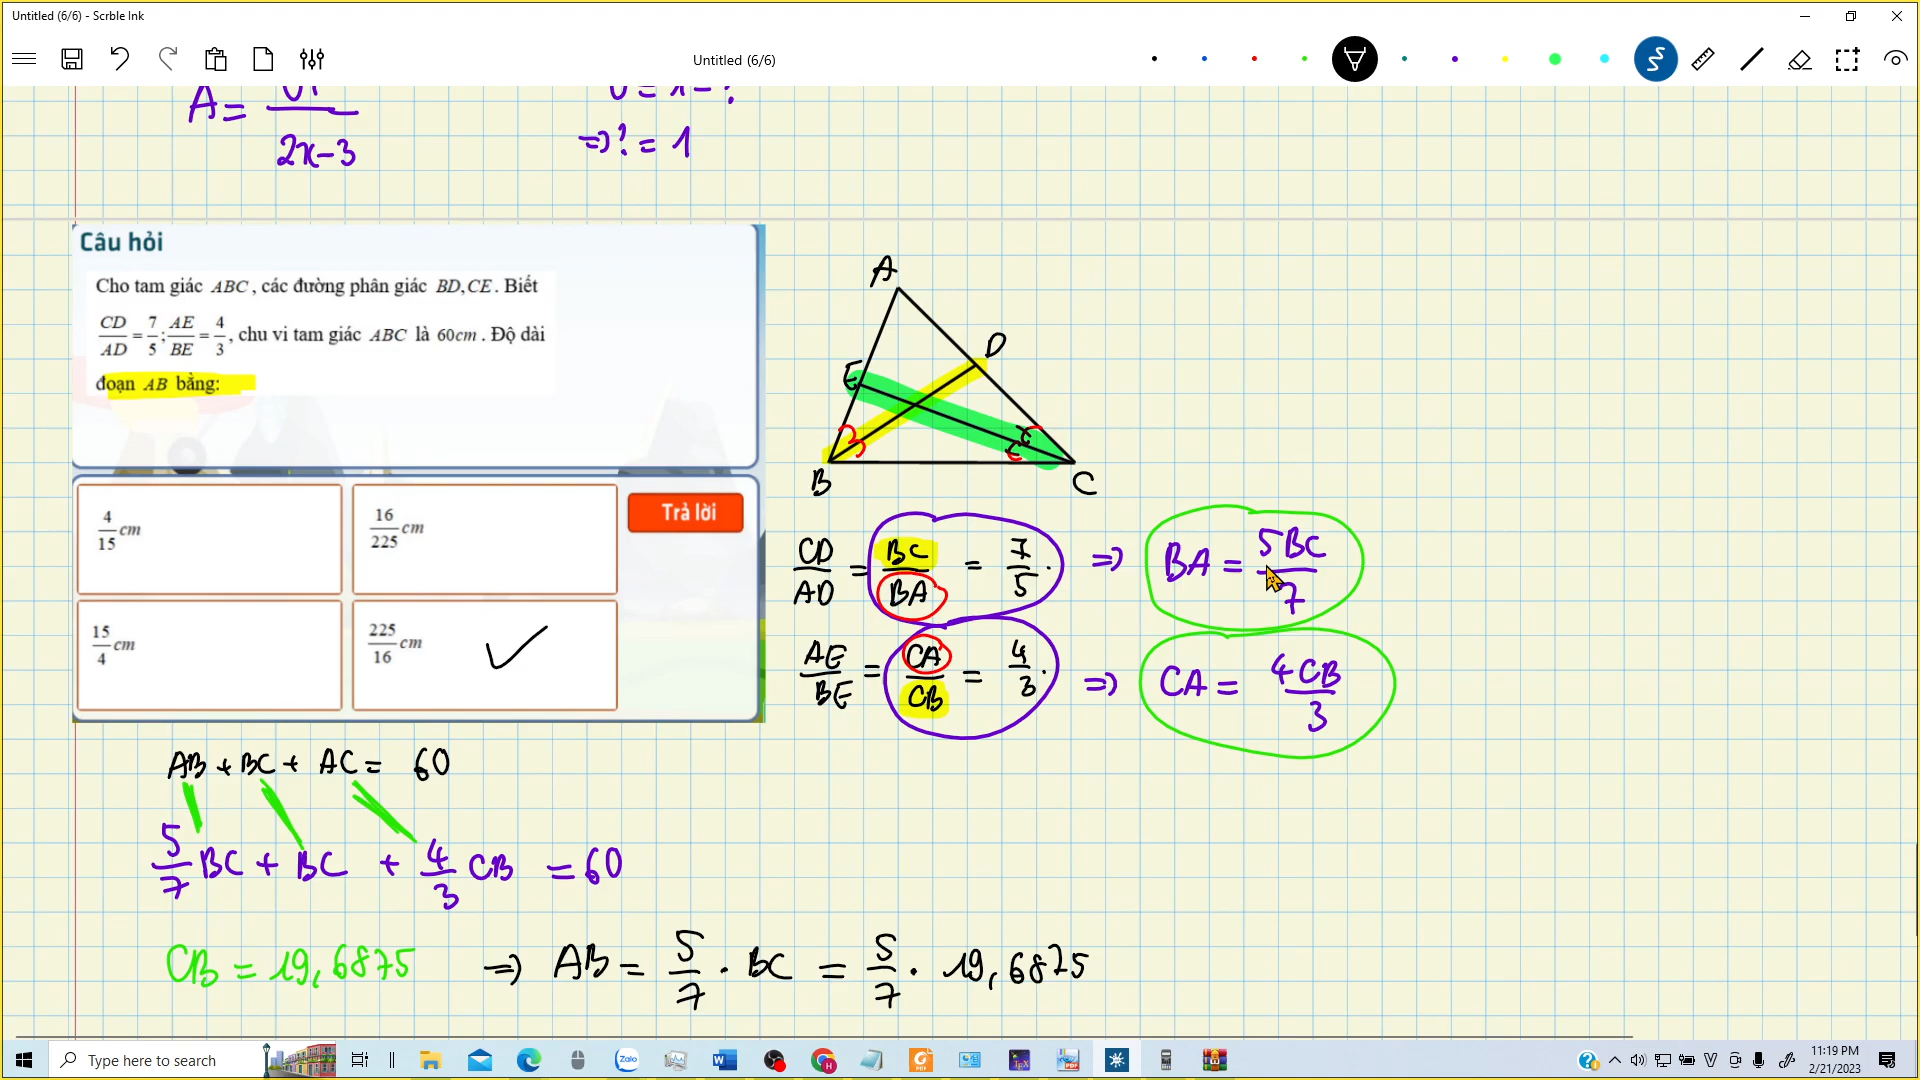 Untitled (6/6) - Scrble Ink
Untitled (6/6)
A =
2x-3
=> ? = 1
Câu hỏi
Cho tam giác ABC, các đường phân giác BD,CE. Biết
CD/AD = 7/5; AE/BE = 4/3, chu vi tam giác ABC là 60cm. Độ dài
đoạn AB bằng:
4/15 cm
16/225 cm
Trả lời
15/4 cm
225/16 cm
A
D
E
B
C
CD/AD = BC/BA = 7/5. => BA = 5BC/7
AE/BE = CA/CB = 4/3. => CA = 4CB/3
AB + BC + AC = 60
5/7 BC + BC + 4/3 CB = 60
CB = 19,6875 => AB = 5/7 . BC = 5/7 . 19,6875
Type here to search
Zalo
11:19 PM
2/21/2023